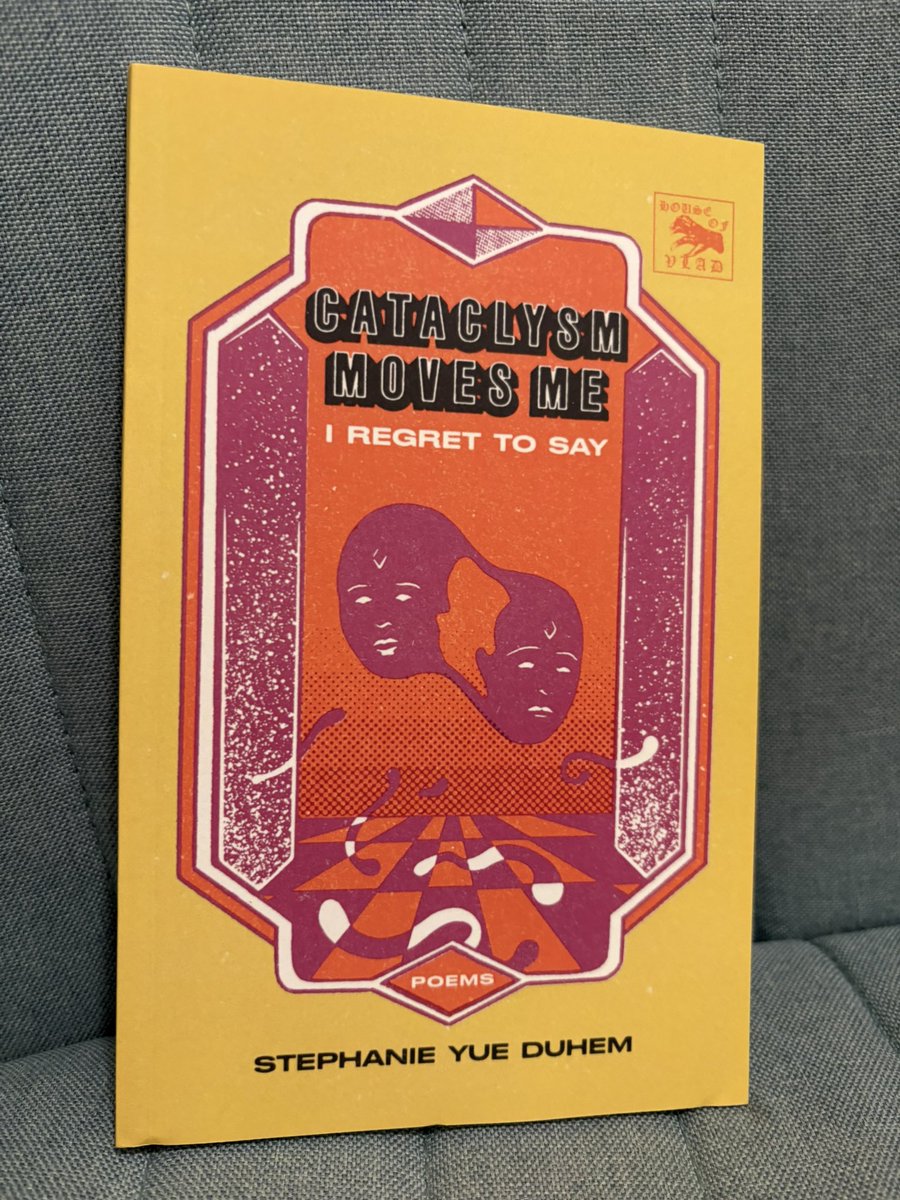 HOUSE
OF
VLAD
CATACLYSM
MOVES ME
I REGRET TO SAY
POEMS
STEPHANIE YUE DUHEM